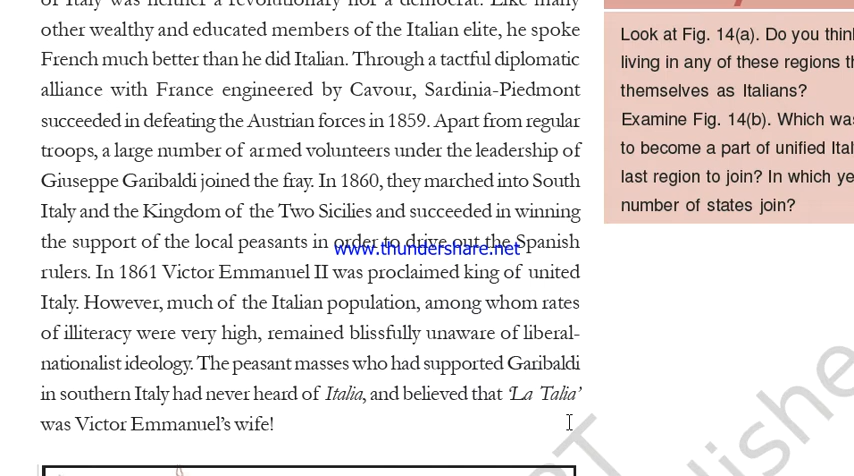 of Italy was neither a revolutionary nor a democrat. Like many
other wealthy and educated members of the Italian elite, he spoke
French much better than he did Italian. Through a tactful diplomatic
alliance with France engineered by Cavour, Sardinia-Piedmont
succeeded in defeating the Austrian forces in 1859. Apart from regular
troops, a large number of armed volunteers under the leadership of
Giuseppe Garibaldi joined the fray. In 1860, they marched into South
Italy and the Kingdom of the Two Sicilies and succeeded in winning
the support of the local peasants in order to drive out the Spanish
www.thundershare.net
rulers. In 1861 Victor Emmanuel II was proclaimed king of united
Italy. However, much of the Italian population, among whom rates
of illiteracy were very high, remained blissfully unaware of liberal-
nationalist ideology. The peasant masses who had supported Garibaldi
in southern Italy had never heard of Italia, and believed that ‘La Talia’
was Victor Emmanuel’s wife!
Look at Fig. 14(a). Do you thin
living in any of these regions th
themselves as Italians?
Examine Fig. 14(b). Which was
to become a part of unified Ital
last region to join? In which ye
number of states join?